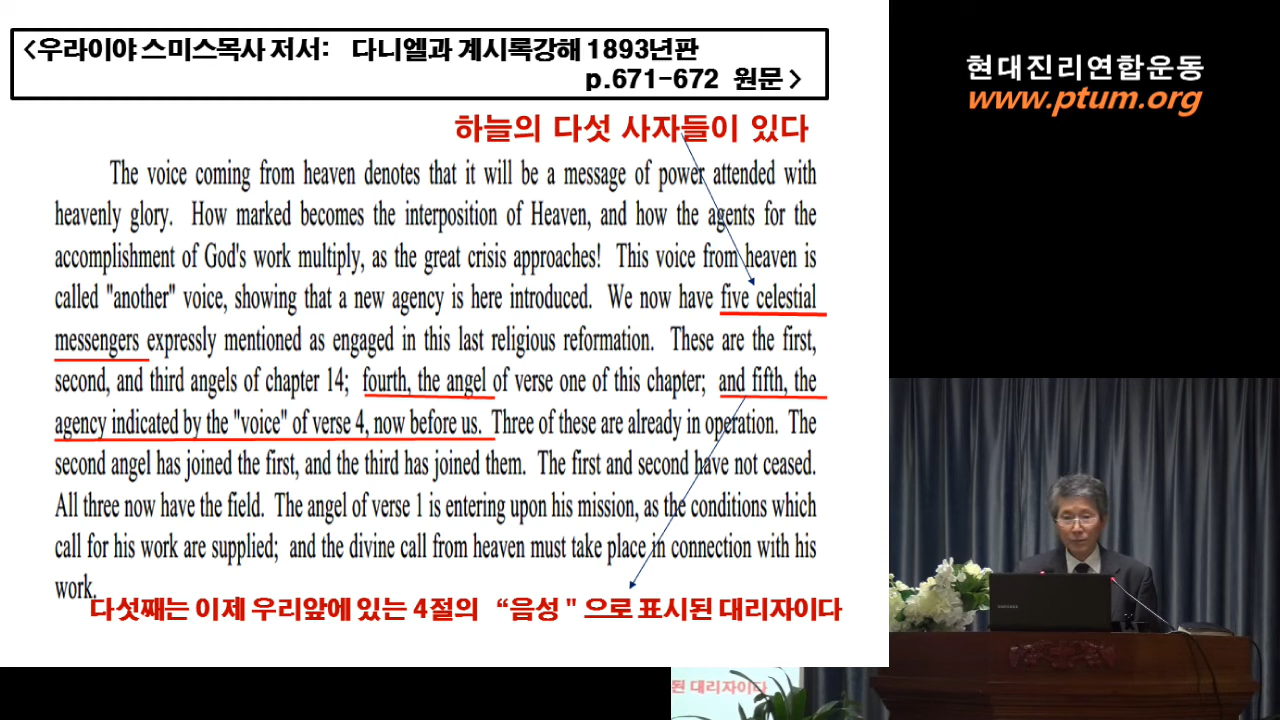 <우라이야 스미스목사 저서: 다니엘과 계시록강해 1893년판
p.671-672 원문 >
현대진리연합운동
www.ptum.org
하늘의 다섯 사자들이 있다
The voice coming from heaven denotes that it will be a message of power attended with
heavenly glory. How marked becomes the interposition of Heaven, and how the agents for the
accomplishment of God's work multiply, as the great crisis approaches! This voice from heaven is
called "another" voice, showing that a new agency is here introduced. We now have five celestial
messengers expressly mentioned as engaged in this last religious reformation. These are the first,
second, and third angels of chapter 14; fourth, the angel of verse one of this chapter; and fifth, the
agency indicated by the "voice" of verse 4, now before us. Three of these are already in operation. The
second angel has joined the first, and the third has joined them. The first and second have not ceased.
All three now have the field. The angel of verse 1 is entering upon his mission, as the conditions which
call for his work are supplied; and the divine call from heaven must take place in connection with his
work.
다섯째는 이제 우리앞에 있는 4절의 “음성 " 으로 표시된 대리자이다
된 대리자이다